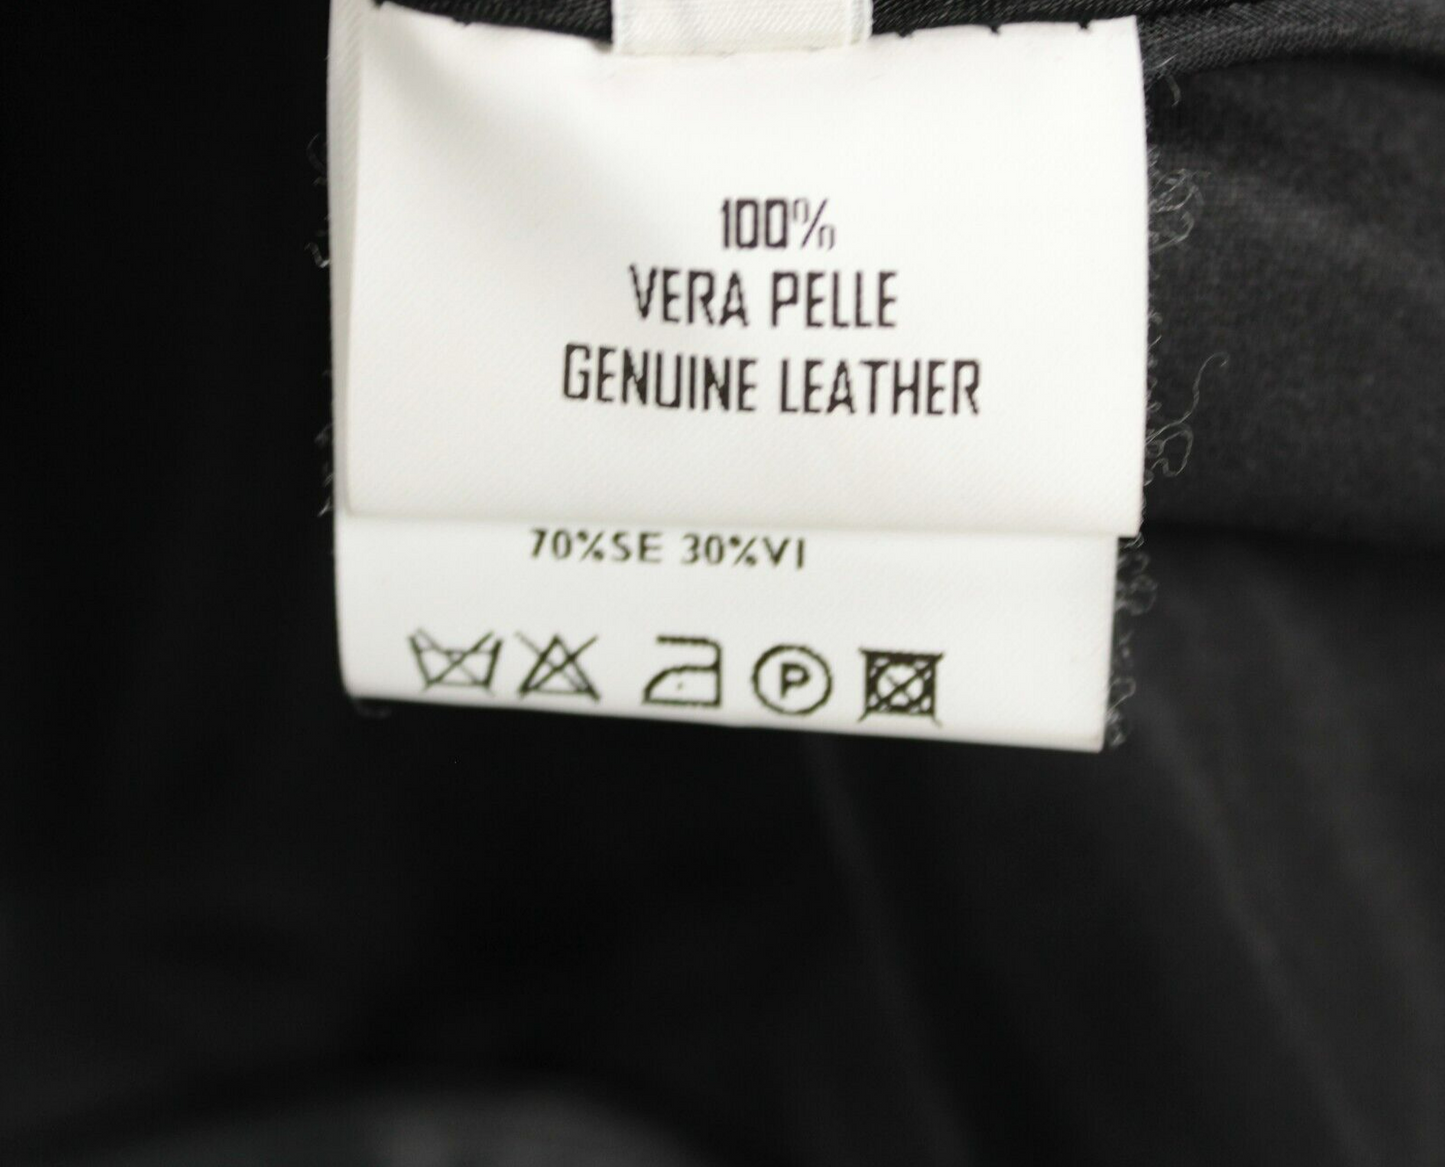 100%
VERA PELLE
GENUINE LEATHER
70%SE 30%VI
P